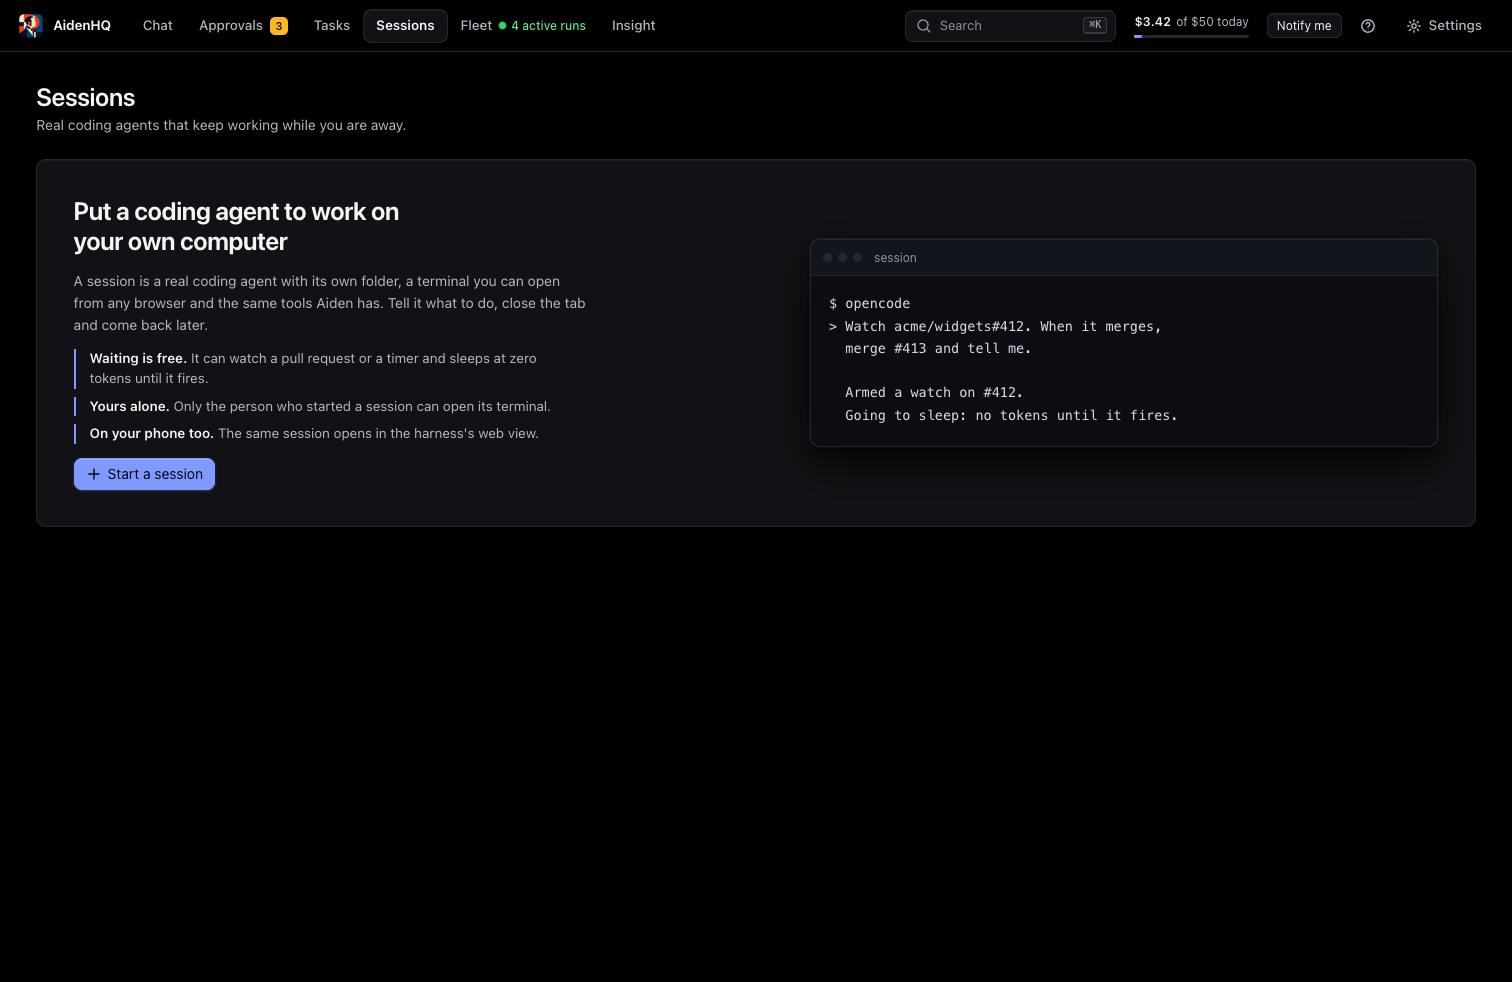 AidenHQ
Chat
Approvals 3
Tasks
Sessions
Fleet 4 active runs
Insight
Search ⌘K
$3.42 of $50 today
Notify me
Settings
Sessions
Real coding agents that keep working while you are away.
Put a coding agent to work on
your own computer
A session is a real coding agent with its own folder, a terminal you can open
from any browser and the same tools Aiden has. Tell it what to do, close the tab
and come back later.
Waiting is free. It can watch a pull request or a timer and sleeps at zero
tokens until it fires.
Yours alone. Only the person who started a session can open its terminal.
On your phone too. The same session opens in the harness's web view.
+ Start a session
session
$ opencode
> Watch acme/widgets#412. When it merges,
merge #413 and tell me.
Armed a watch on #412.
Going to sleep: no tokens until it fires.